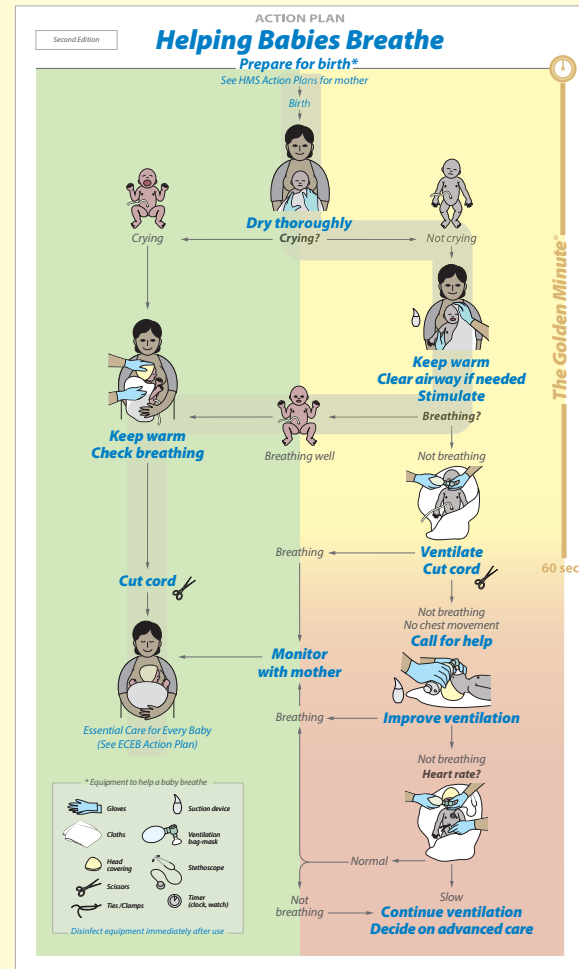 ACTION PLAN
Second Edition
Helping Babies Breathe
Prepare for birth*
See HMS Action Plans for mother
Birth
Dry thoroughly
Crying
Crying?
Not crying
The Golden Minute®
Keep warm
Clear airway if needed
Stimulate
Breathing?
Keep warm
Check breathing
Breathing well
Not breathing
Breathing
Ventilate
Cut cord
60 sec
Cut cord
Not breathing
No chest movement
Call for help
Monitor
with mother
Breathing
Improve ventilation
Essential Care for Every Baby
(See ECEB Action Plan)
Not breathing
Heart rate?
Normal
Slow
Not
breathing
Continue ventilation
Decide on advanced care
* Equipment to help a baby breathe
Gloves
Suction device
Cloths
Ventilation
bag-mask
Head
covering
Stethoscope
Scissors
Ties /Clamps
Timer
(clock, watch)
Disinfect equipment immediately after use